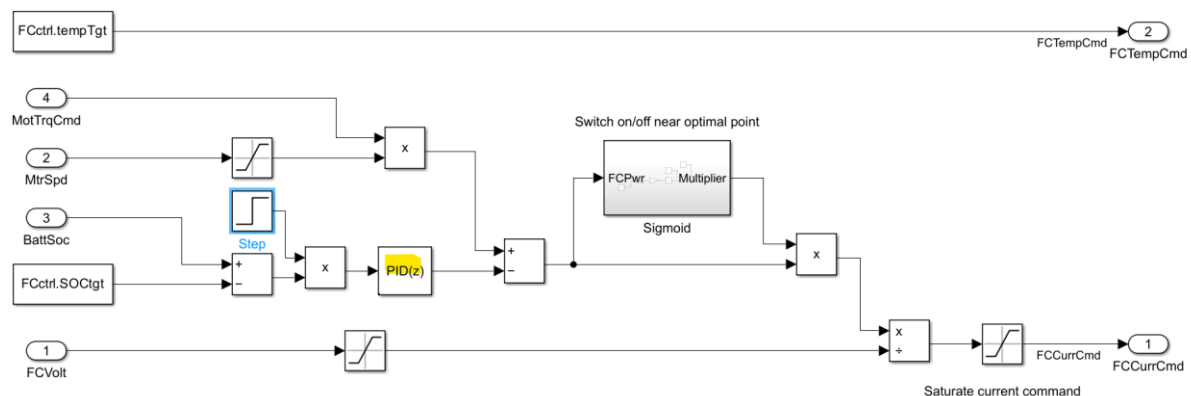 FCctrl.tempTgt
FCTempCmd
2
FCTempCmd
4
MotTrqCmd
x
Switch on/off near optimal point
2
MtrSpd
FCPwr
Multiplier
Sigmoid
3
BattSoc
Step
+
−
x
PID(z)
+
−
x
FCctrl.SOCtgt
1
FCVolt
x
÷
FCCurrCmd
1
FCCurrCmd
Saturate current command